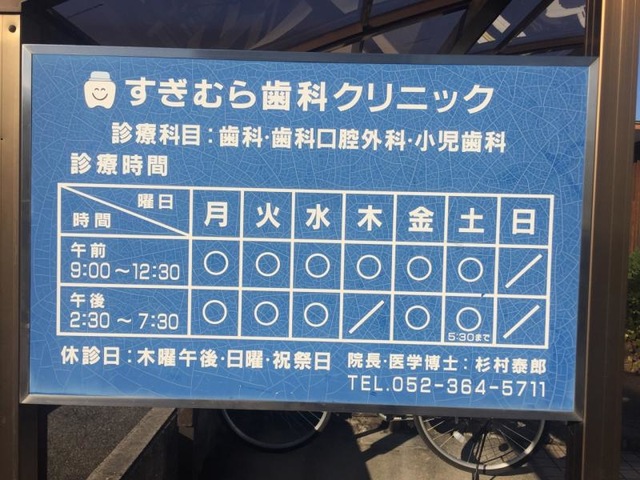 すぎむら歯科クリニック
診療科目：歯科・歯科口腔外科・小児歯科
診療時間
曜日 時間 月 火 水 木 金 土 日
午前 9:00～12:30 ○ ○ ○ ○ ○ ○ ／
午後 2:30～7:30 ○ ○ ○ ／ ○ ○ 5:30まで ／
休診日：木曜午後・日曜・祝祭日
院長・医学博士：杉村泰郎
TEL.052-364-5711